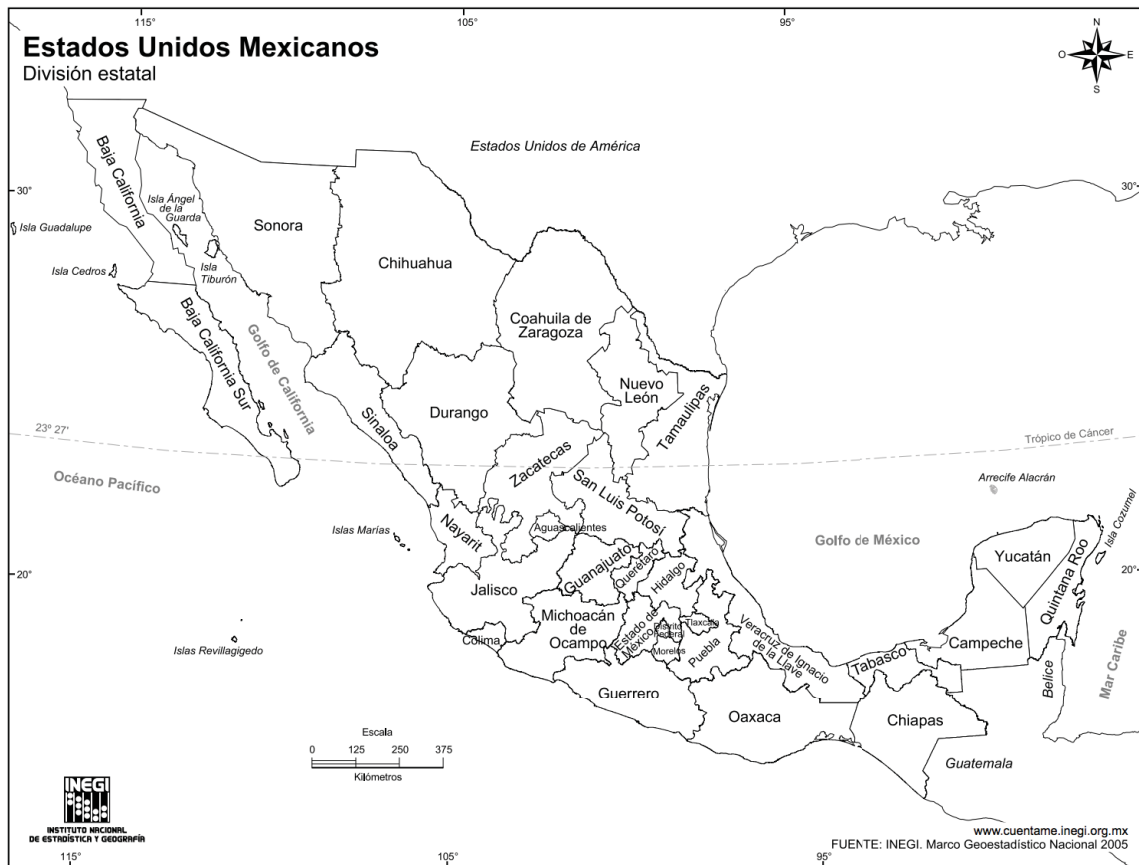 115°
105°
95°
Estados Unidos Mexicanos
División estatal
N
O
E
S
Estados Unidos de América
30°
30°
Baja California
Isla Ángel
de la
Guarda
Isla Guadalupe
Sonora
Isla Cedros
Isla
Tiburón
Chihuahua
Coahuila de
Zaragoza
Baja California Sur
Golfo de California
Nuevo
León
Tamaulipas
Durango
Sinaloa
23° 27'
Trópico de Cáncer
Océano Pacífico
Zacatecas
San Luis Potosí
Arrecife Alacrán
Isla Cozumel
Islas Marías
Nayarit
Aguascalientes
Golfo de México
Yucatán
Quintana Roo
20°
20°
Jalisco
Guanajuato
Querétaro
Hidalgo
Michoacán
de
Ocampo
Estado de
México
Distrito
Federal
Tlaxcala
Morelos
Puebla
Veracruz de Ignacio
de la Llave
Colima
Islas Revillagigedo
Tabasco
Campeche
Belice
Mar Caribe
Guerrero
Oaxaca
Chiapas
Guatemala
Escala
0 125 250 375
Kilómetros
INEGI
INSTITUTO NACIONAL
DE ESTADÍSTICA Y GEOGRAFÍA
www.cuentame.inegi.org.mx
FUENTE: INEGI. Marco Geoestadístico Nacional 2005
115°
105°
95°